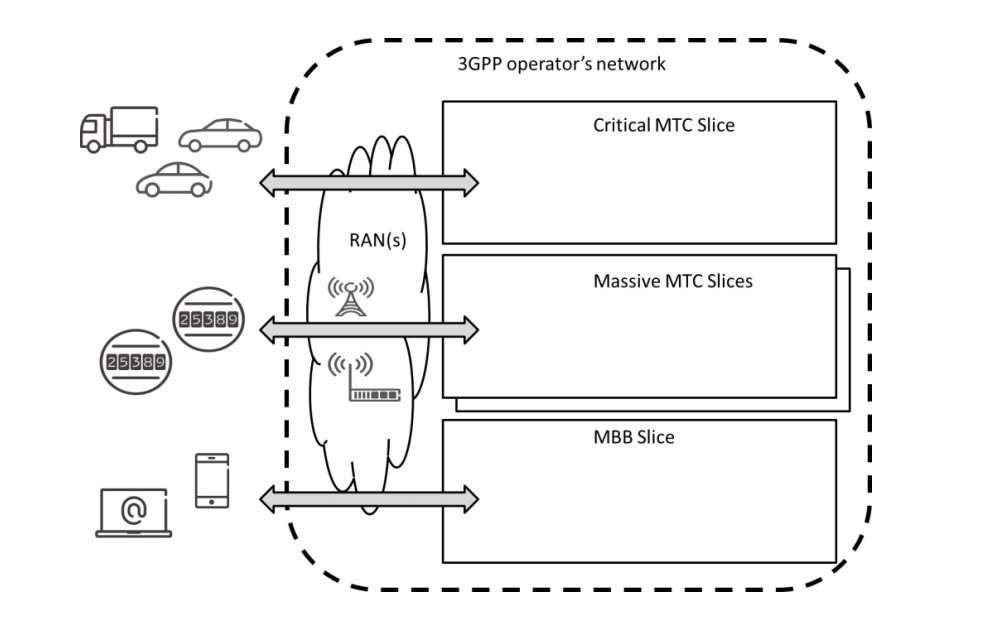 3GPP operator’s network
Critical MTC Slice
RAN(s)
25389
Massive MTC Slices
25389
MBB Slice
@